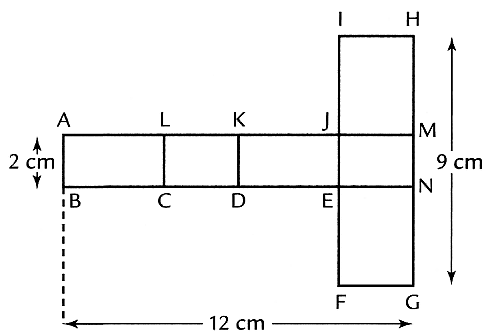 I H
A L K J M
2 cm 9 cm
B C D E N
F G
12 cm